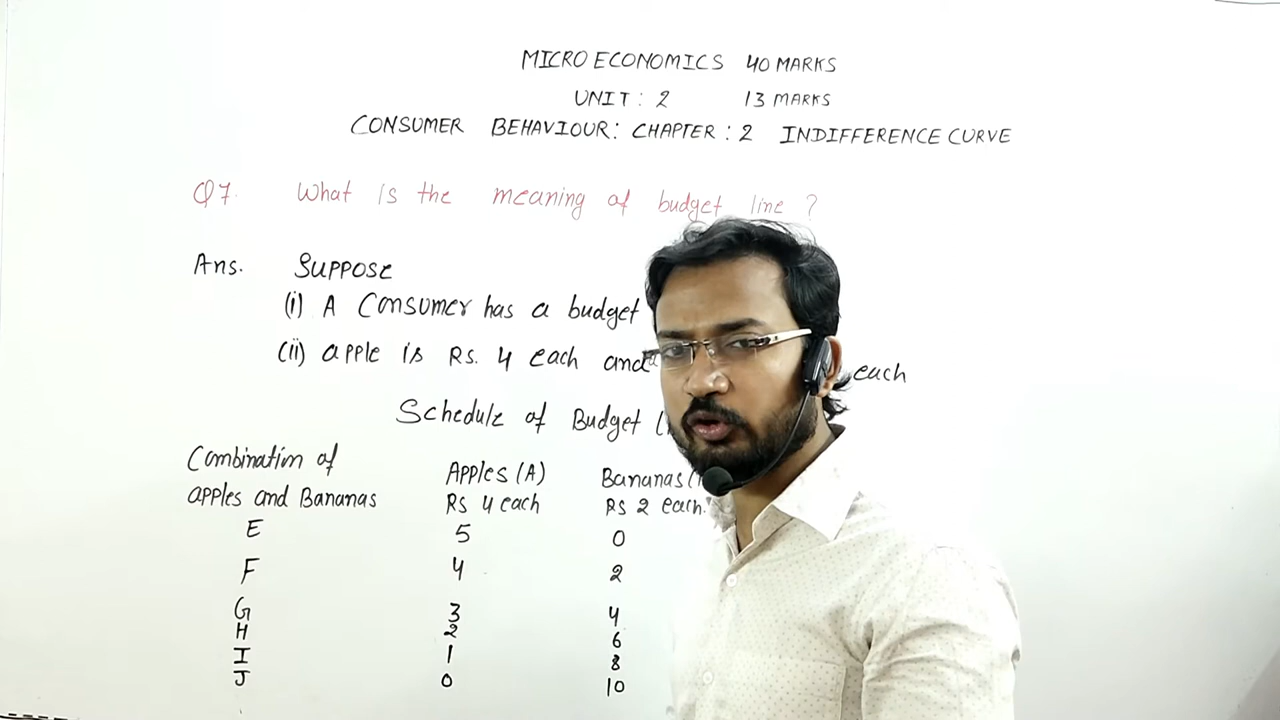 MICRO ECONOMICS 40 MARKS
UNIT : 2 13 MARKS
CONSUMER BEHAVIOUR: CHAPTER : 2 INDIFFERENCE CURVE
Q7. What is the meaning of budget line ?
Ans. SUPPOSE
(i) A Consumer has a budget
(ii) apple is Rs. 4 each and each
Schedule of Budget
Combination of
apples and Bananas
Apples (A)
Rs 4 each
Bananas
Rs 2 each.
E 5 0
F 4 2
G 3 4
H 2 6
I 1 8
J 0 10